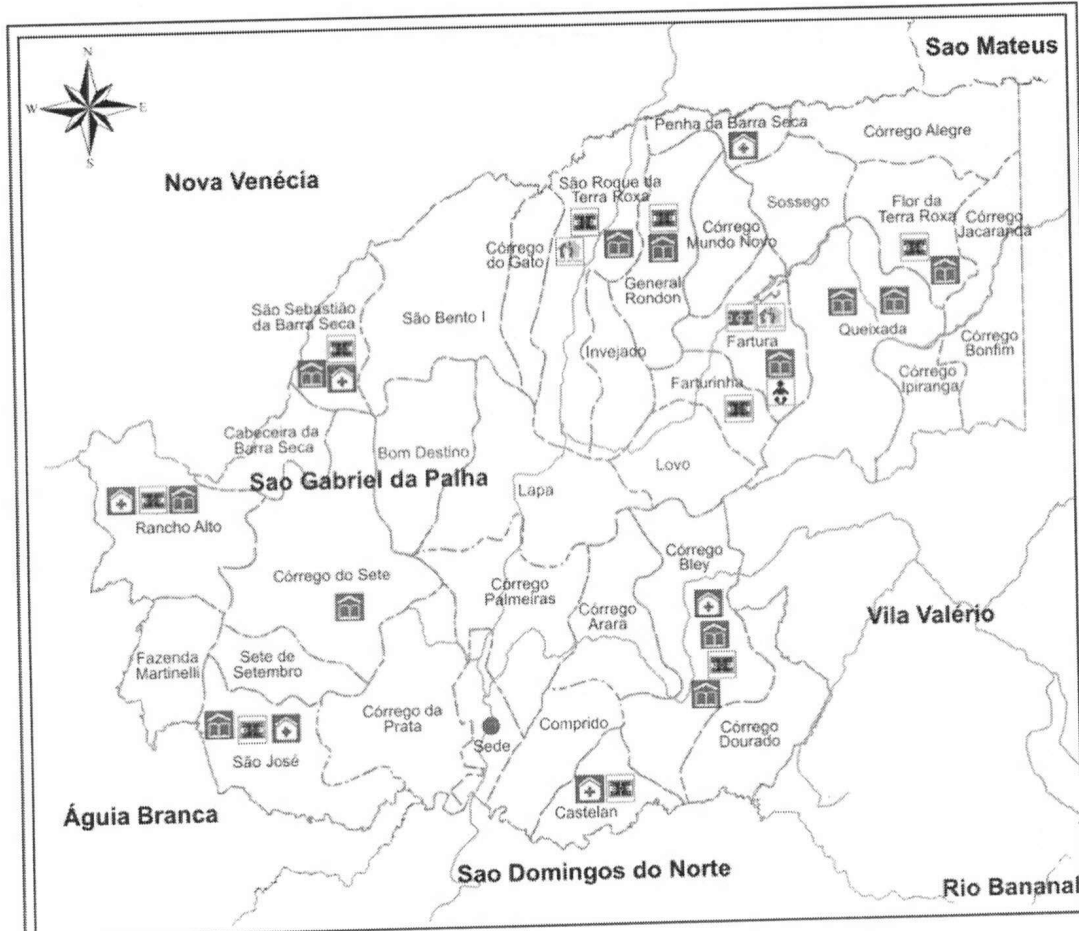 Sao Mateus
N
W
E
S
Penha da Barra Seca
Córrego Alegre
Nova Venécia
São Roque da
Terra Roxa
Sossego
Flor da
Terra Roxa
Córrego
Jacaranda
Córrego
do Gato
Córrego
Mundo Novo
General
Rondon
São Sebastião
da Barra Seca
São Bento I
Invejado
Fartura
Queixada
Córrego
Bonfim
Córrego
Ipiranga
Farturinha
Cabeceira da
Barra Seca
Bom Destino
Lovo
Sao Gabriel da Palha
Lapa
Rancho Alto
Córrego do Sete
Córrego
Palmeiras
Córrego
Bley
Córrego
Arara
Vila Valério
Fazenda
Martinelli
Sete de
Setembro
Córrego da
Prata
Sede
Comprido
Córrego
Dourado
São José
Castelan
Águia Branca
Sao Domingos do Norte
Rio Bananal